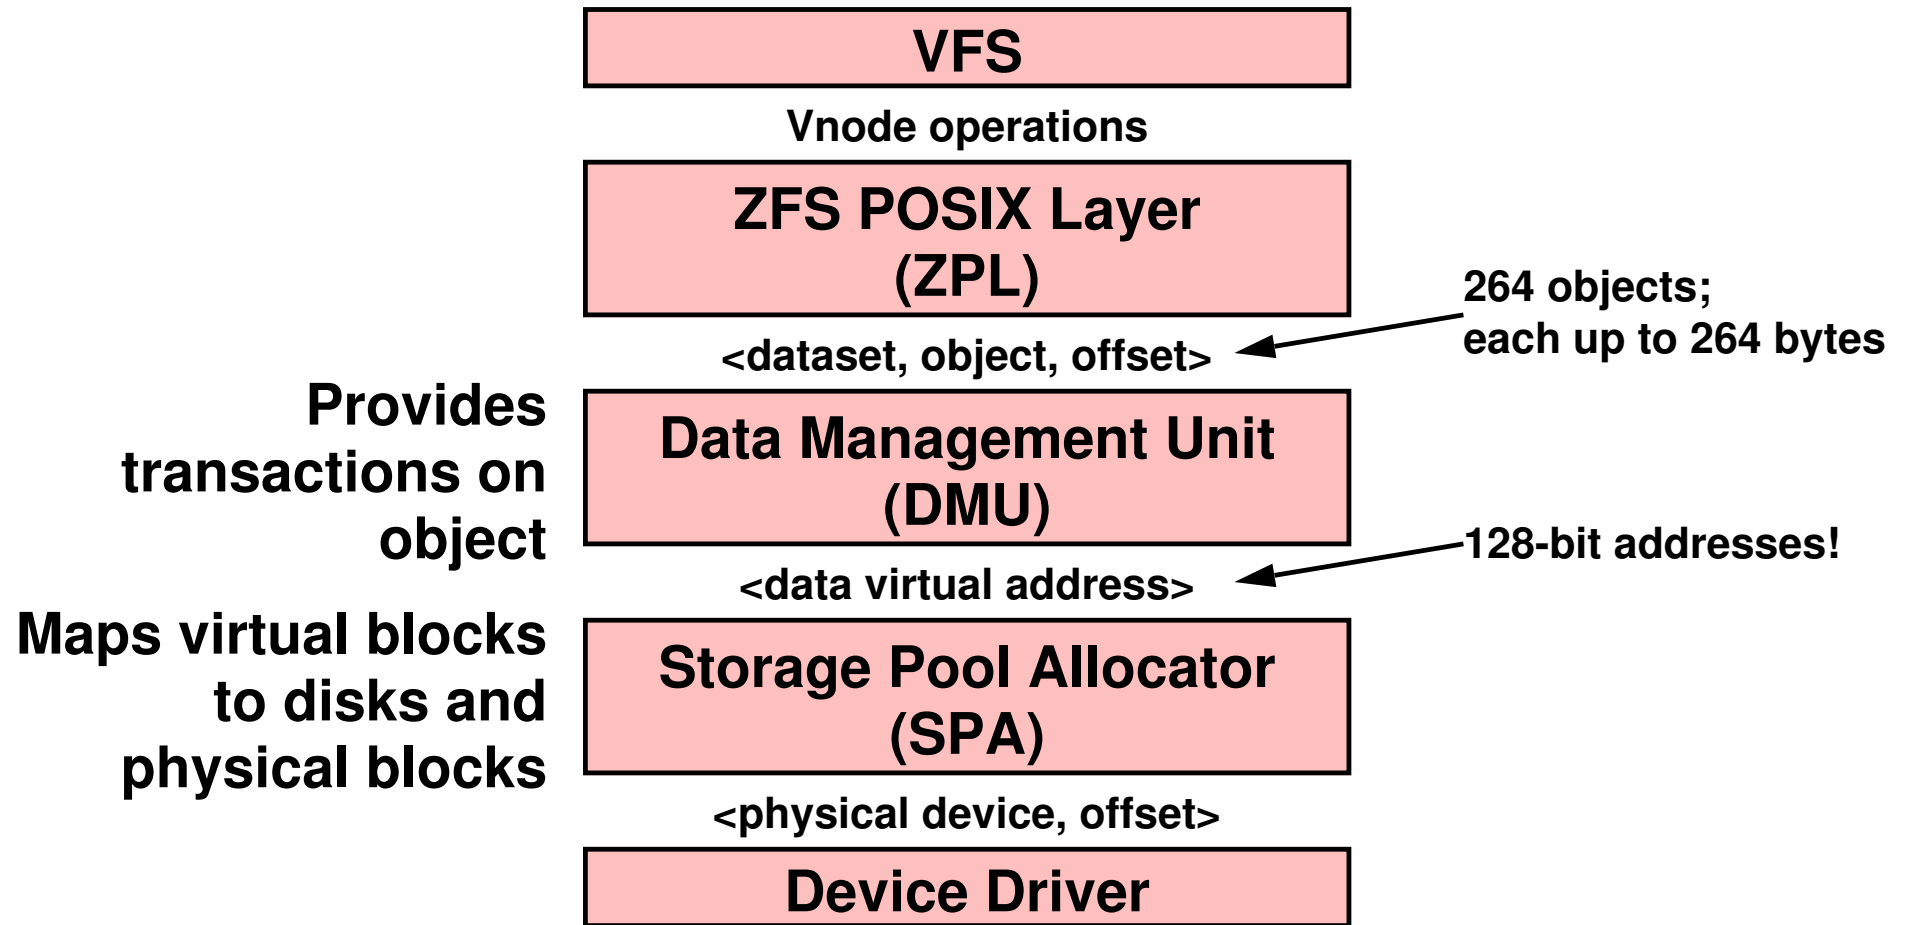 VFS
Vnode operations
ZFS POSIX Layer
(ZPL)
264 objects;
each up to 264 bytes
<dataset, object, offset>
Provides
transactions on
object
Data Management Unit
(DMU)
128-bit addresses!
<data virtual address>
Maps virtual blocks
to disks and
physical blocks
Storage Pool Allocator
(SPA)
<physical device, offset>
Device Driver